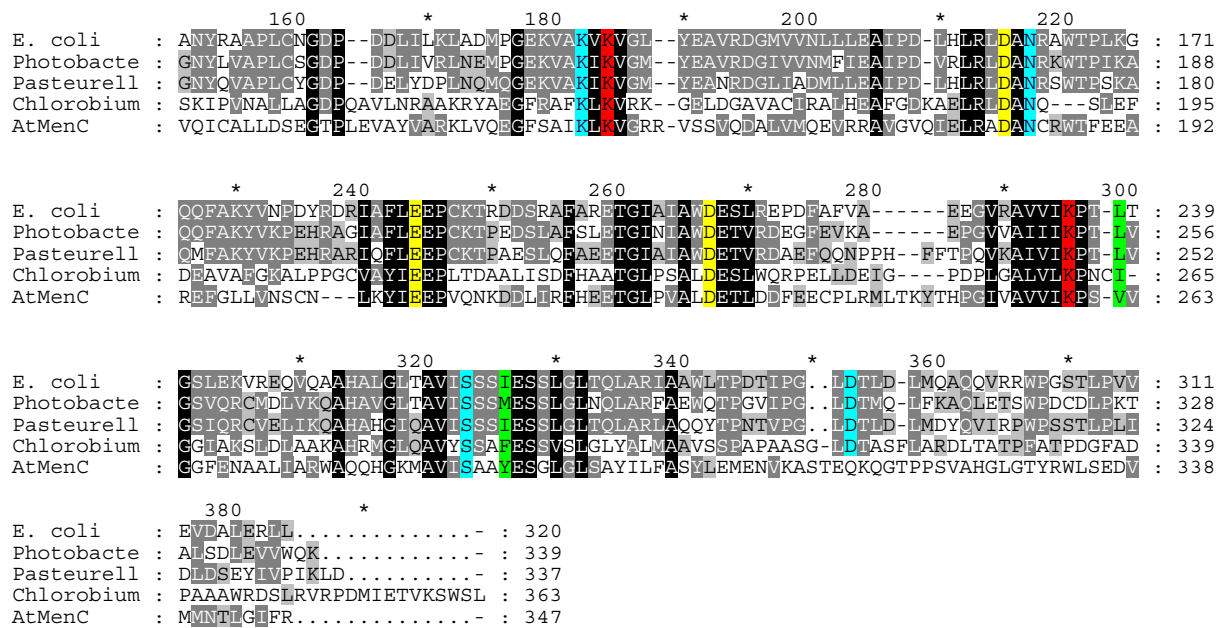 160 * 180 * 200 * 220
E. coli : ANYRAAPLCNGDP--DDLILKLADMPGEKVAKVKVGL--YEAVRDGMVVNLLLEAIPD-LHLRLDANRAWTPLKG : 171
Photobacte : GNYLVAPLCSGDP--DDLIVRLNEMPGEKVAKIKVGM--YEAVRDGIVVNMFIEAIPD-VRLRLDANRKWTPIKA : 188
Pasteurell : GNYQVAPLCYGDP--DELYDPLNQMQGEKVAKIKVGM--YEANRDGLIADMLLEAIPD-LHLRLDANRSWTPSKA : 180
Chlorobium : SKIPVNALLAGDPQAVLNRAAKRYAEGFRAFKLKVRK--GELDGAVACIRALHEAFGDKAELRLDANQ---SLEF : 195
AtMenC : VQICALLDSEGTPLEVAYVARKLVQEGFSAIKLKVGRR-VSSVQDALVMQEVRRAVGVQIELRADANCRWTFEEA : 192
* 240 * 260 * 280 * 300
E. coli : QQFAKYVNPDYRDRIAFLEEPCKTRDDSRAFARETGIAIAWDESLREPDFAFVA------EEGVRAVVIKPT-LT : 239
Photobacte : QQFAKYVKPEHRAGIAFLEEPCKTPEDSLAFSLETGINIAWDETVRDEGFEVKA------EPGVVAIIIKPT-LV : 256
Pasteurell : QMFAKYVKPEHRARIQFLEEPCKTPAESLQFAEETGIAIAWDETVRDAEFQQNPPH--FFTPQVKAIVIKPT-LV : 252
Chlorobium : DEAVAFGKALPPGCVAYIEEPLTDAALISDFHAATGLPSALDESLWQRPELLDEIG----PDPLGALVLKPNCI- : 265
AtMenC : REFGLLVNSCN---LKYIEEPVQNKDDLIRFHEETGLPVALDETLDDFEECPLRMLTKYTHPGIVAVVIKPS-VV : 263
* 320 * 340 * 360 *
E. coli : GSLEKVREQVQAAHALGLTAVISSSIESSLGLTQLARIAAWLTPDTIPG..LDTLD-LMQAQQVRRWPGSTLPVV : 311
Photobacte : GSVQRCMDLVKQAHAVGLTAVISSSMESSLGLNQLARFAEWQTPGVIPG..LDTMQ-LFKAQLETSWPDCDLPKT : 328
Pasteurell : GSIQRCVELIKQAHAHGIQAVISSSIESSLGLTQLARLAQQYTPNTVPG..LDTLD-LMDYQVIRPWPSSTLPLI : 324
Chlorobium : GGIAKSLDLAAKAHRMGLQAVYSSAFESSVSLGLYALMAAVSSPAPAASG-LDLASFLARDLTATPFATPDGFAD : 339
AtMenC : GGFENAALIARWAQQHGKMAVISAAYESGLGLSAYILFASYLEMENVKASTEQKQGTPPSVAHGLGTYRWLSEDV : 338
380 *
E. coli : EVDALERLL..............- : 320
Photobacte : ALSDLEVVWQK............- : 339
Pasteurell : DLDSEYIVPIKLD..........- : 337
Chlorobium : PAAAWRDSLRVRPDMIETVKSWSL : 363
AtMenC : MMNTLGIFR..............- : 347